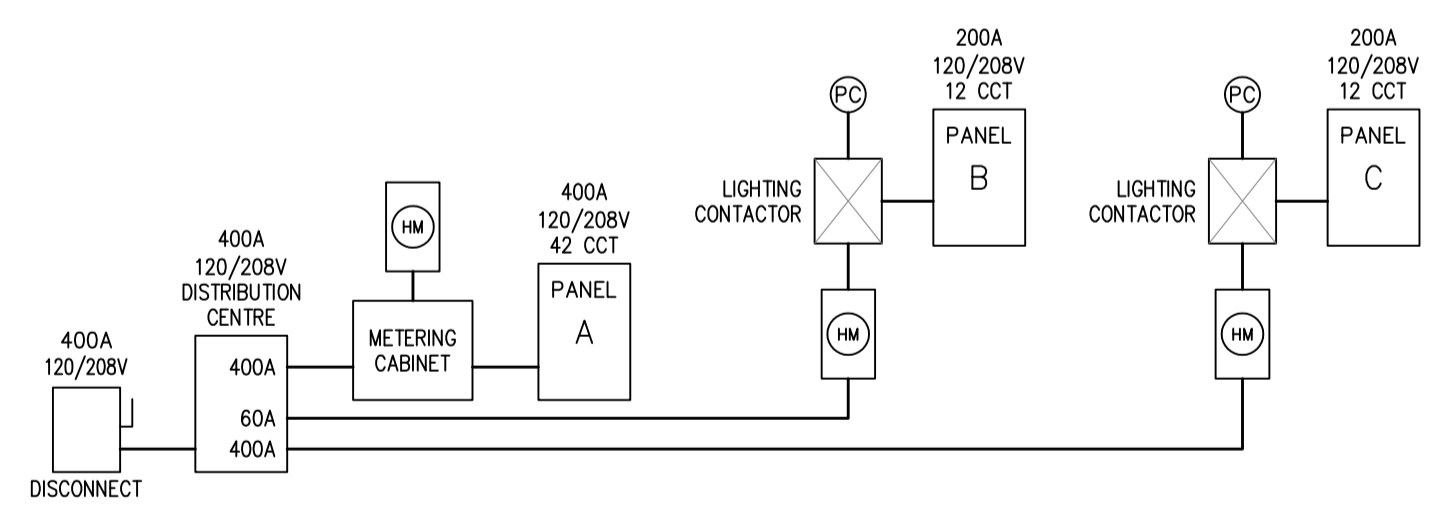 400A
120/208V
DISCONNECT
400A
120/208V
DISTRIBUTION
CENTRE
400A
60A
400A
HM
METERING
CABINET
400A
120/208V
42 CCT
PANEL
A
PC
LIGHTING
CONTACTOR
HM
200A
120/208V
12 CCT
PANEL
B
PC
LIGHTING
CONTACTOR
HM
200A
120/208V
12 CCT
PANEL
C